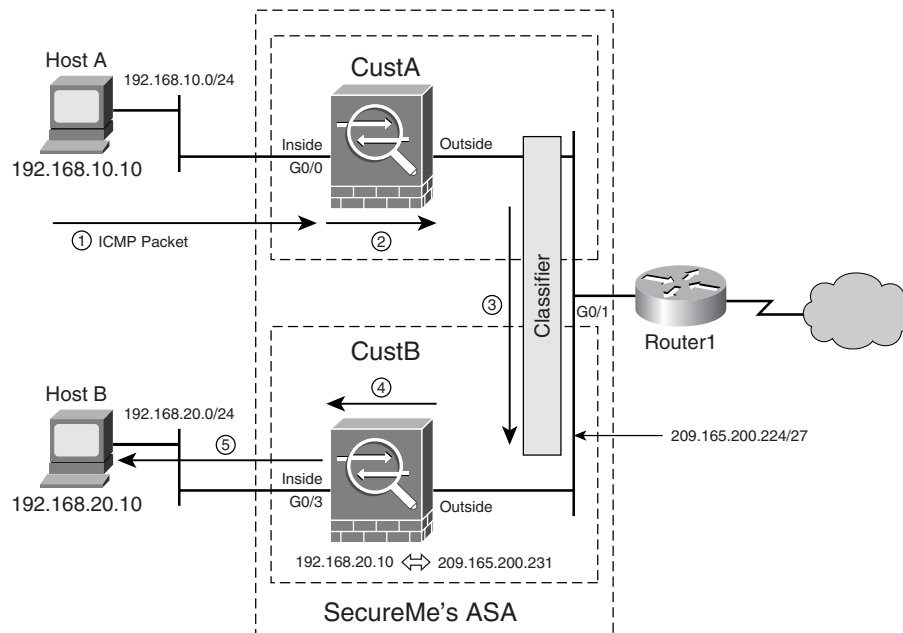 Host A
192.168.10.0/24
192.168.10.10
CustA
Inside
G0/0
Outside
1 ICMP Packet
2
3
Classifier
G0/1
Router1
CustB
4
Host B
192.168.20.0/24
192.168.20.10
5
Inside
G0/3
Outside
209.165.200.224/27
192.168.20.10 ⇔ 209.165.200.231
SecureMe's ASA